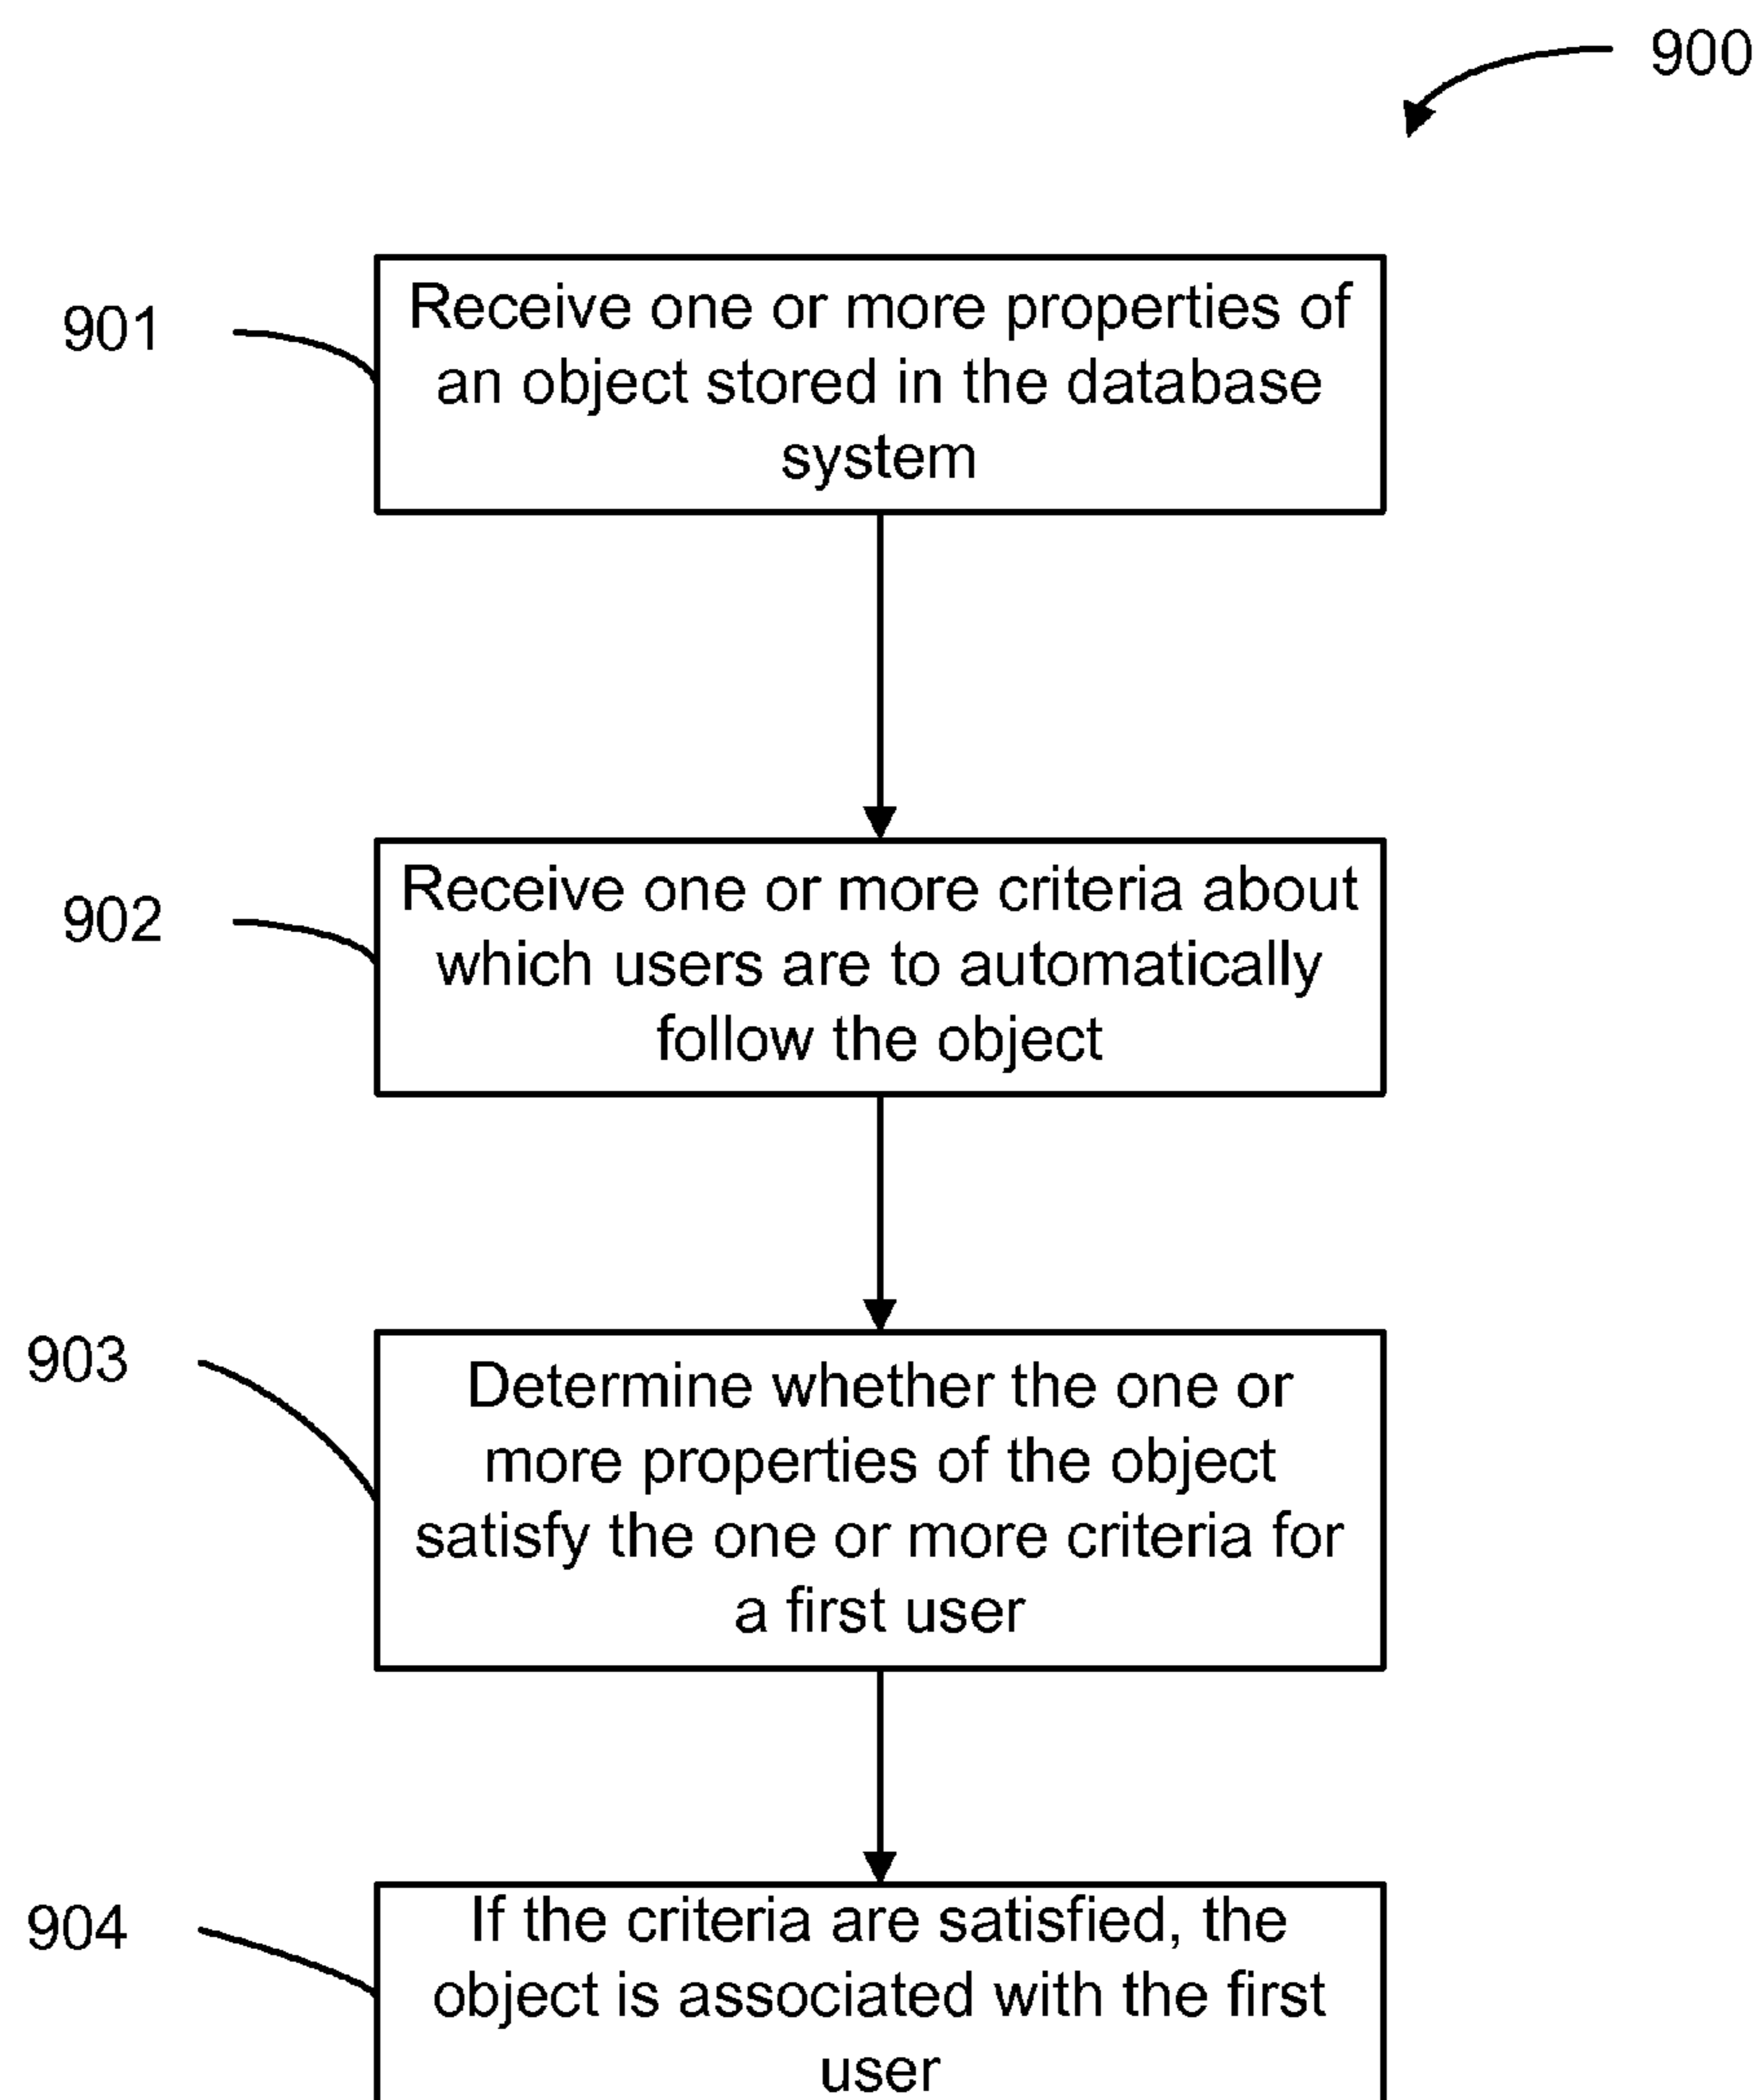 900
901
Receive one or more properties of
an object stored in the database
system
902
Receive one or more criteria about
which users are to automatically
follow the object
903
Determine whether the one or
more properties of the object
satisfy the one or more criteria for
a first user
904
If the criteria are satisfied, the
object is associated with the first
user